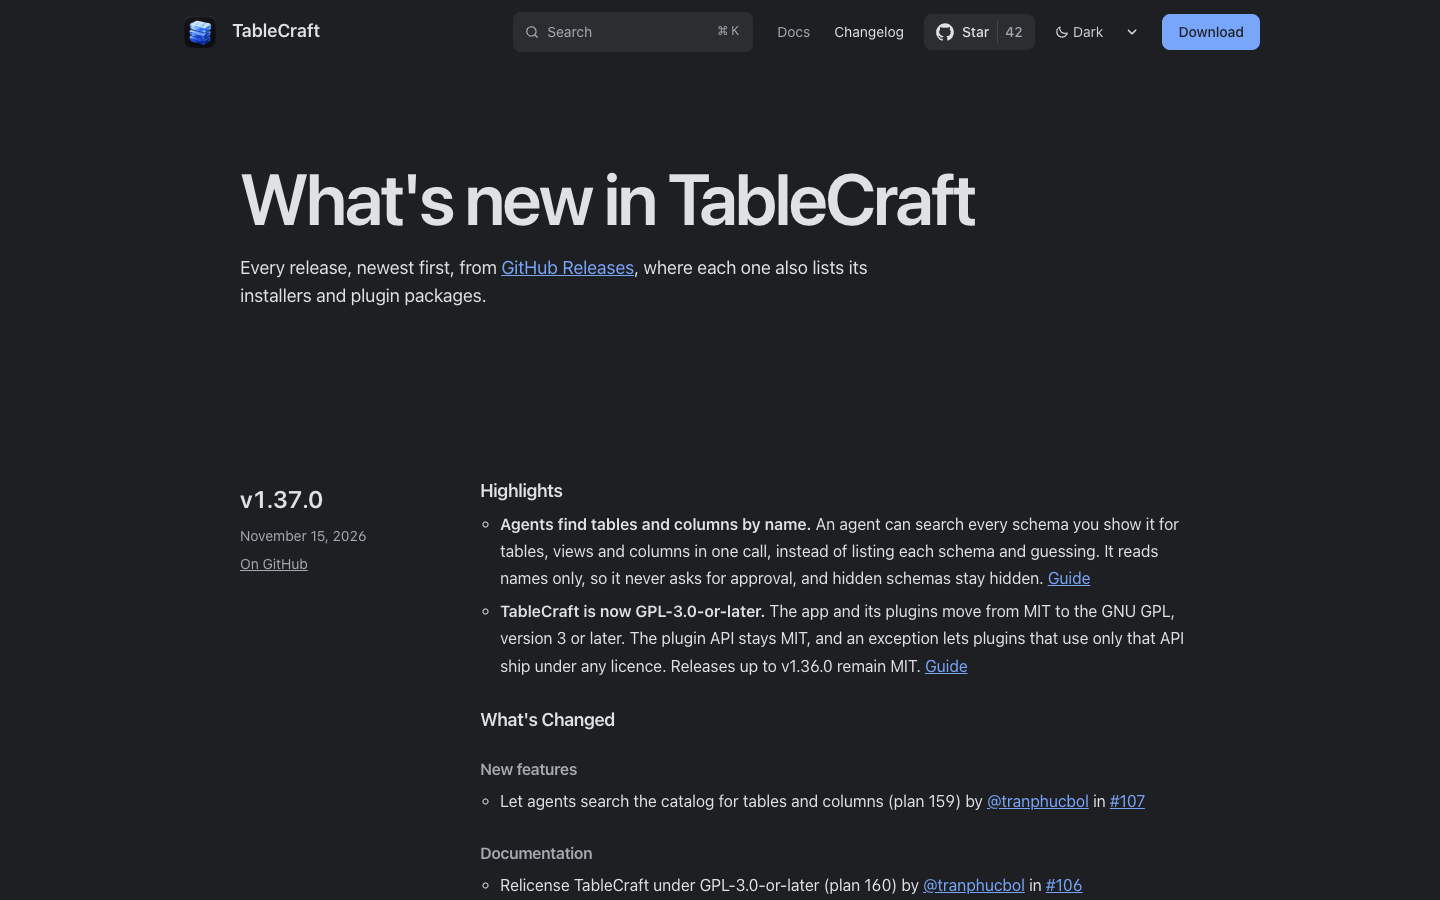 TableCraft
Search
⌘ K
Docs
Changelog
Star
42
Dark
Download
What's new in TableCraft
Every release, newest first, from GitHub Releases, where each one also lists its
installers and plugin packages.
v1.37.0
November 15, 2026
On GitHub
Highlights
Agents find tables and columns by name. An agent can search every schema you show it for
tables, views and columns in one call, instead of listing each schema and guessing. It reads
names only, so it never asks for approval, and hidden schemas stay hidden. Guide
TableCraft is now GPL-3.0-or-later. The app and its plugins move from MIT to the GNU GPL,
version 3 or later. The plugin API stays MIT, and an exception lets plugins that use only that API
ship under any licence. Releases up to v1.36.0 remain MIT. Guide
What's Changed
New features
Let agents search the catalog for tables and columns (plan 159) by @tranphucbol in #107
Documentation
Relicense TableCraft under GPL-3.0-or-later (plan 160) by @tranphucbol in #106